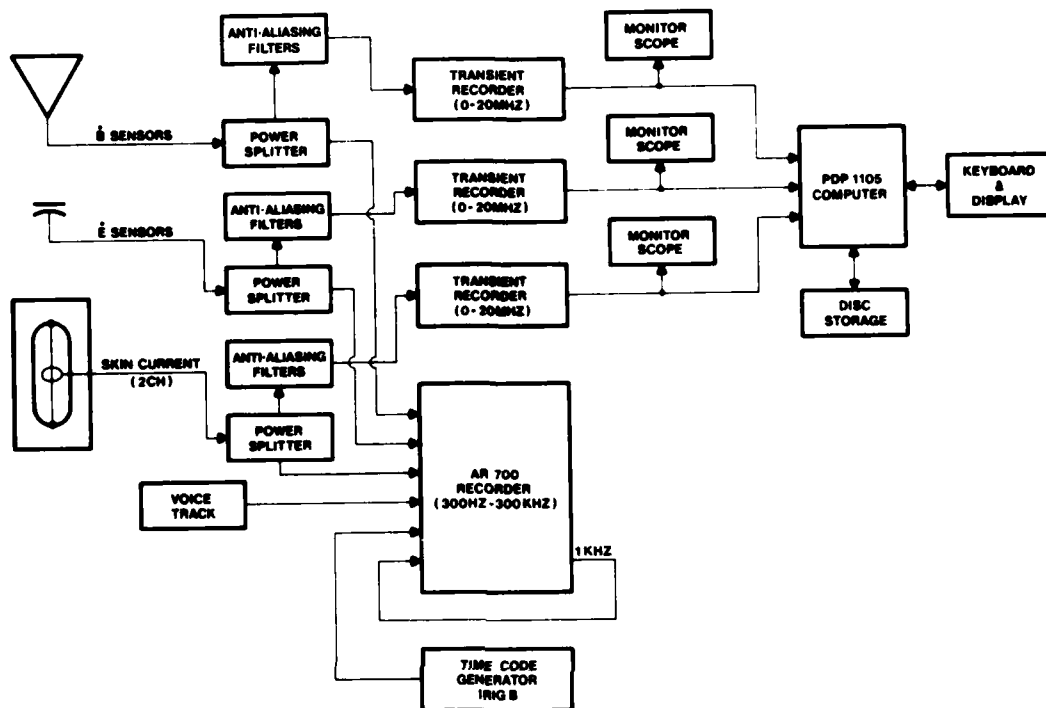 ANTI-ALIASING
FILTERS
MONITOR
SCOPE
TRANSIENT
RECORDER
(0-20MHZ)
Ḃ SENSORS
POWER
SPLITTER
MONITOR
SCOPE
PDP 1105
COMPUTER
KEYBOARD
&
DISPLAY
ANTI-ALIASING
FILTERS
TRANSIENT
RECORDER
(0-20MHZ)
Ė SENSORS
POWER
SPLITTER
MONITOR
SCOPE
TRANSIENT
RECORDER
(0-20MHZ)
DISC
STORAGE
SKIN CURRENT
(2CH)
ANTI-ALIASING
FILTERS
POWER
SPLITTER
AR 700
RECORDER
(300HZ-300KHZ)
VOICE
TRACK
1 KHZ
TIME CODE
GENERATOR
IRIG B